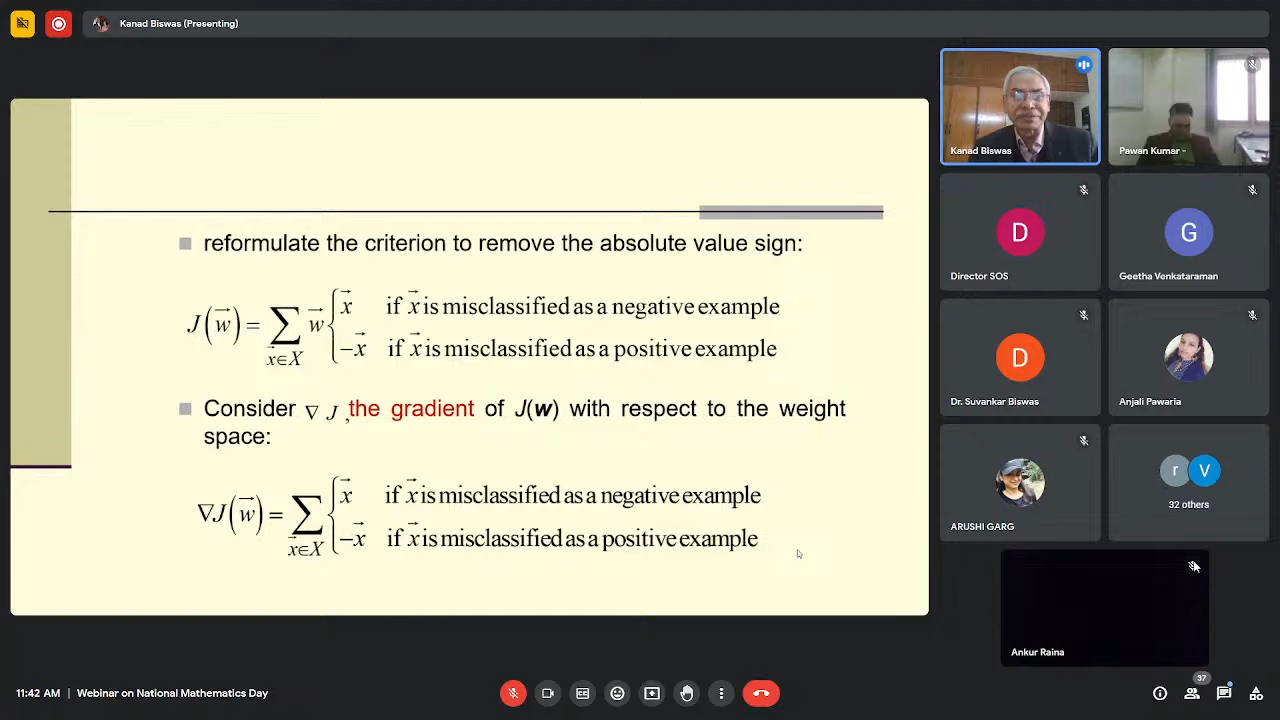 Kanad Biswas (Presenting)
reformulate the criterion to remove the absolute value sign:
J(w⃗) = ∑ w⃗ { x⃗ if x⃗ is misclassified as a negative example
x⃗∈X
−x⃗ if x⃗ is misclassified as a positive example
Consider ∇ J , the gradient of J(w) with respect to the weight
space:
∇J(w⃗) = ∑ { x⃗ if x⃗ is misclassified as a negative example
x⃗∈X
−x⃗ if x⃗ is misclassified as a positive example
Kanad Biswas
Pawan Kumar -
D
Director SOS
G
Geetha Venkataraman
D
Dr. Suvankar Biswas
Anjali Pawaria
ARUSHI GARG
r V
32 others
Ankur Raina
11:42 AM | Webinar on National Mathematics Day
CC
37